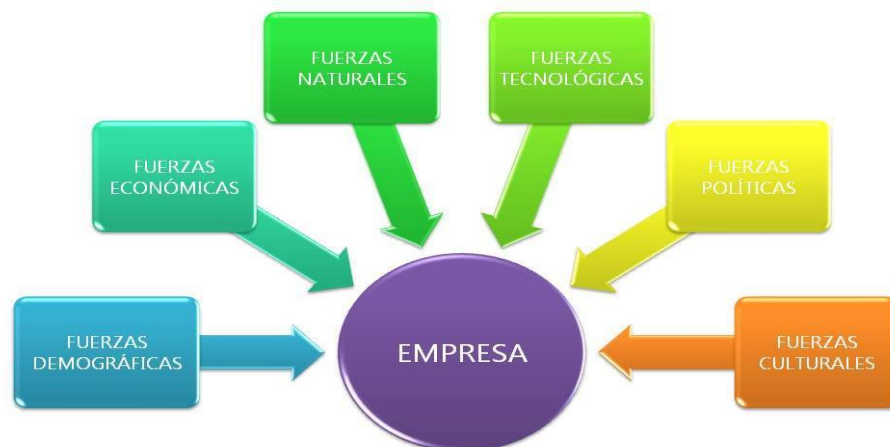 FUERZAS
NATURALES
FUERZAS
TECNOLÓGICAS
FUERZAS
ECONÓMICAS
FUERZAS
POLÍTICAS
FUERZAS
DEMOGRÁFICAS
EMPRESA
FUERZAS
CULTURALES